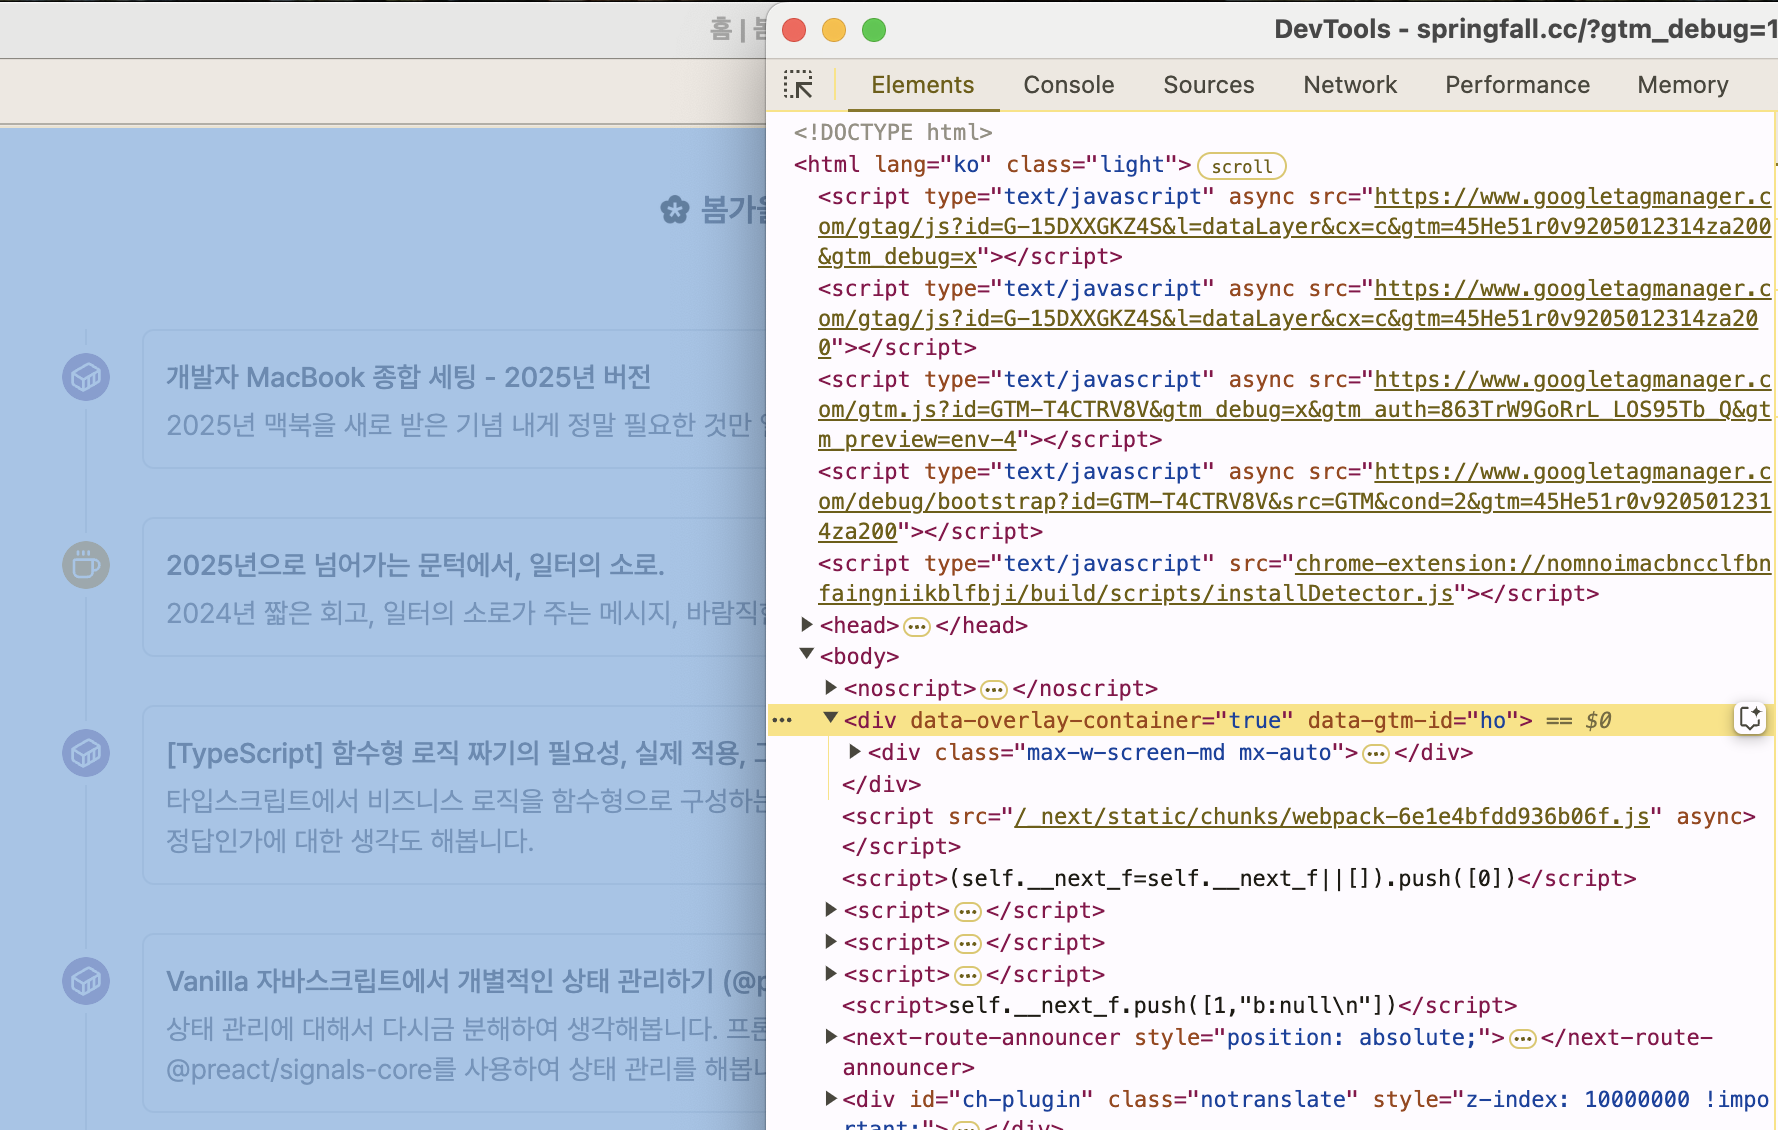 홈 | 봄
DevTools - springfall.cc/?gtm_debug=1
Elements Console Sources Network Performance Memory
봄가을
개발자 MacBook 종합 세팅 - 2025년 버전
2025년 맥북을 새로 받은 기념 내게 정말 필요한 것만
2025년으로 넘어가는 문턱에서, 일터의 소로.
2024년 짧은 회고, 일터의 소로가 주는 메시지,
[TypeScript] 함수형 로직 짜기의 필요성, 실제 적용,
타입스크립트에서 비즈니스 로직을 함수형으로 구성하는
정답인가에 대한 생각도 해봅니다.
Vanilla 자바스크립트에서 개별적인 상태 관리하기 (@p
상태 관리에 대해서 다시금 분해하여 생각해봅니다. 프론
@preact/signals-core를 사용하여 상태 관리를
<!DOCTYPE html>
<html lang="ko" class="light"> scroll
<script type="text/javascript" async src="https://www.googletagmanager.c
om/gtag/js?id=G-15DXXGKZ4S&l=dataLayer&cx=c&gtm=45He51r0v9205012314za200
&gtm_debug=x"></script>
<script type="text/javascript" async src="https://www.googletagmanager.c
om/gtag/js?id=G-15DXXGKZ4S&l=dataLayer&cx=c&gtm=45He51r0v9205012314za20
0"></script>
<script type="text/javascript" async src="https://www.googletagmanager.c
om/gtm.js?id=GTM-T4CTRV8V&gtm_debug=x&gtm_auth=863TrW9GoRrL_LOS95Tb_Q&gt
m_preview=env-4"></script>
<script type="text/javascript" async src="https://www.googletagmanager.c
om/debug/bootstrap?id=GTM-T4CTRV8V&src=GTM&cond=2&gtm=45He51r0v920501231
4za200"></script>
<script type="text/javascript" src="chrome-extension://nomnoimacbncclfbn
faingniikblfbji/build/scripts/installDetector.js"></script>
<head>…</head>
<body>
<noscript>…</noscript>
<div data-overlay-container="true" data-gtm-id="ho"> == $0
<div class="max-w-screen-md mx-auto">…</div>
</div>
<script src="/_next/static/chunks/webpack-6e1e4bfdd936b06f.js" async>
</script>
<script>(self.__next_f=self.__next_f||[]).push([0])</script>
<script>…</script>
<script>…</script>
<script>…</script>
<script>self.__next_f.push([1,"b:null\n"])</script>
<next-route-announcer style="position: absolute;">…</next-route-
announcer>
<div id="ch-plugin" class="notranslate" style="z-index: 10000000 !impo
rtant;">…</div>